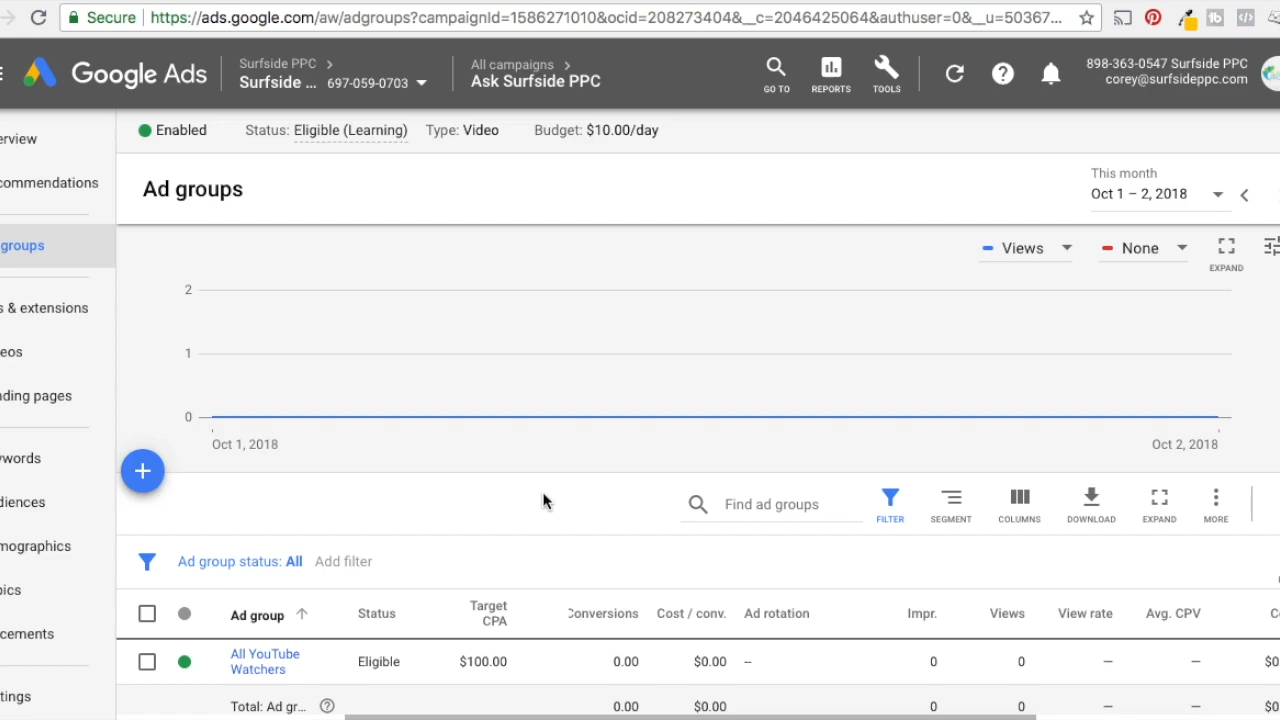 Secure https://ads.google.com/aw/adgroups?campaignId=1586271010&ocid=208273404&__c=2046425064&authuser=0&__u=50367...
Google Ads
Surfside PPC >
Surfside ... 697-059-0703
All campaigns >
Ask Surfside PPC
GO TO
REPORTS
TOOLS
898-363-0547 Surfside PPC
corey@surfsideppc.com
Enabled Status: Eligible (Learning) Type: Video Budget: $10.00/day
erview
commendations
groups
s & extensions
eos
ding pages
words
diences
mographics
pics
cements
tings
Ad groups
This month
Oct 1 – 2, 2018
Views
None
EXPAND
2
1
0
Oct 1, 2018
Oct 2, 2018
Find ad groups
FILTER
SEGMENT
COLUMNS
DOWNLOAD
EXPAND
MORE
Ad group status: All Add filter
Ad group Status Target CPA Conversions Cost / conv. Ad rotation Impr. Views View rate Avg. CPV
All YouTube Watchers Eligible $100.00 0.00 $0.00 -- 0 0 — — $0
Total: Ad gr... 0.00 $0.00 0 0 — — $0